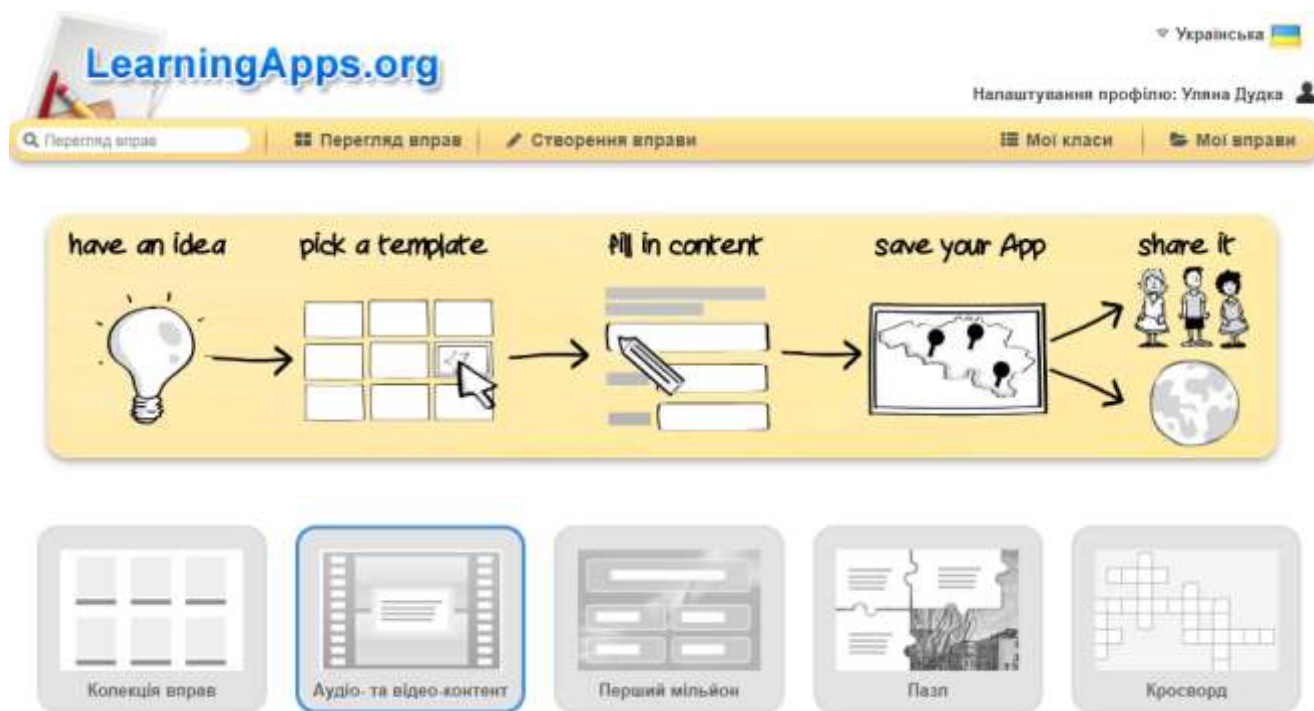 LearningApps.org
Українська
Налаштування профілю: Уляна Дудка
Перегляд вправ
Перегляд вправ
Створення вправи
Мої класи
Мої вправи
have an idea
pick a template
fill in content
save your App
share it
Колекція вправ
Аудіо- та відео-контент
Перший мільйон
Пазл
Кросворд